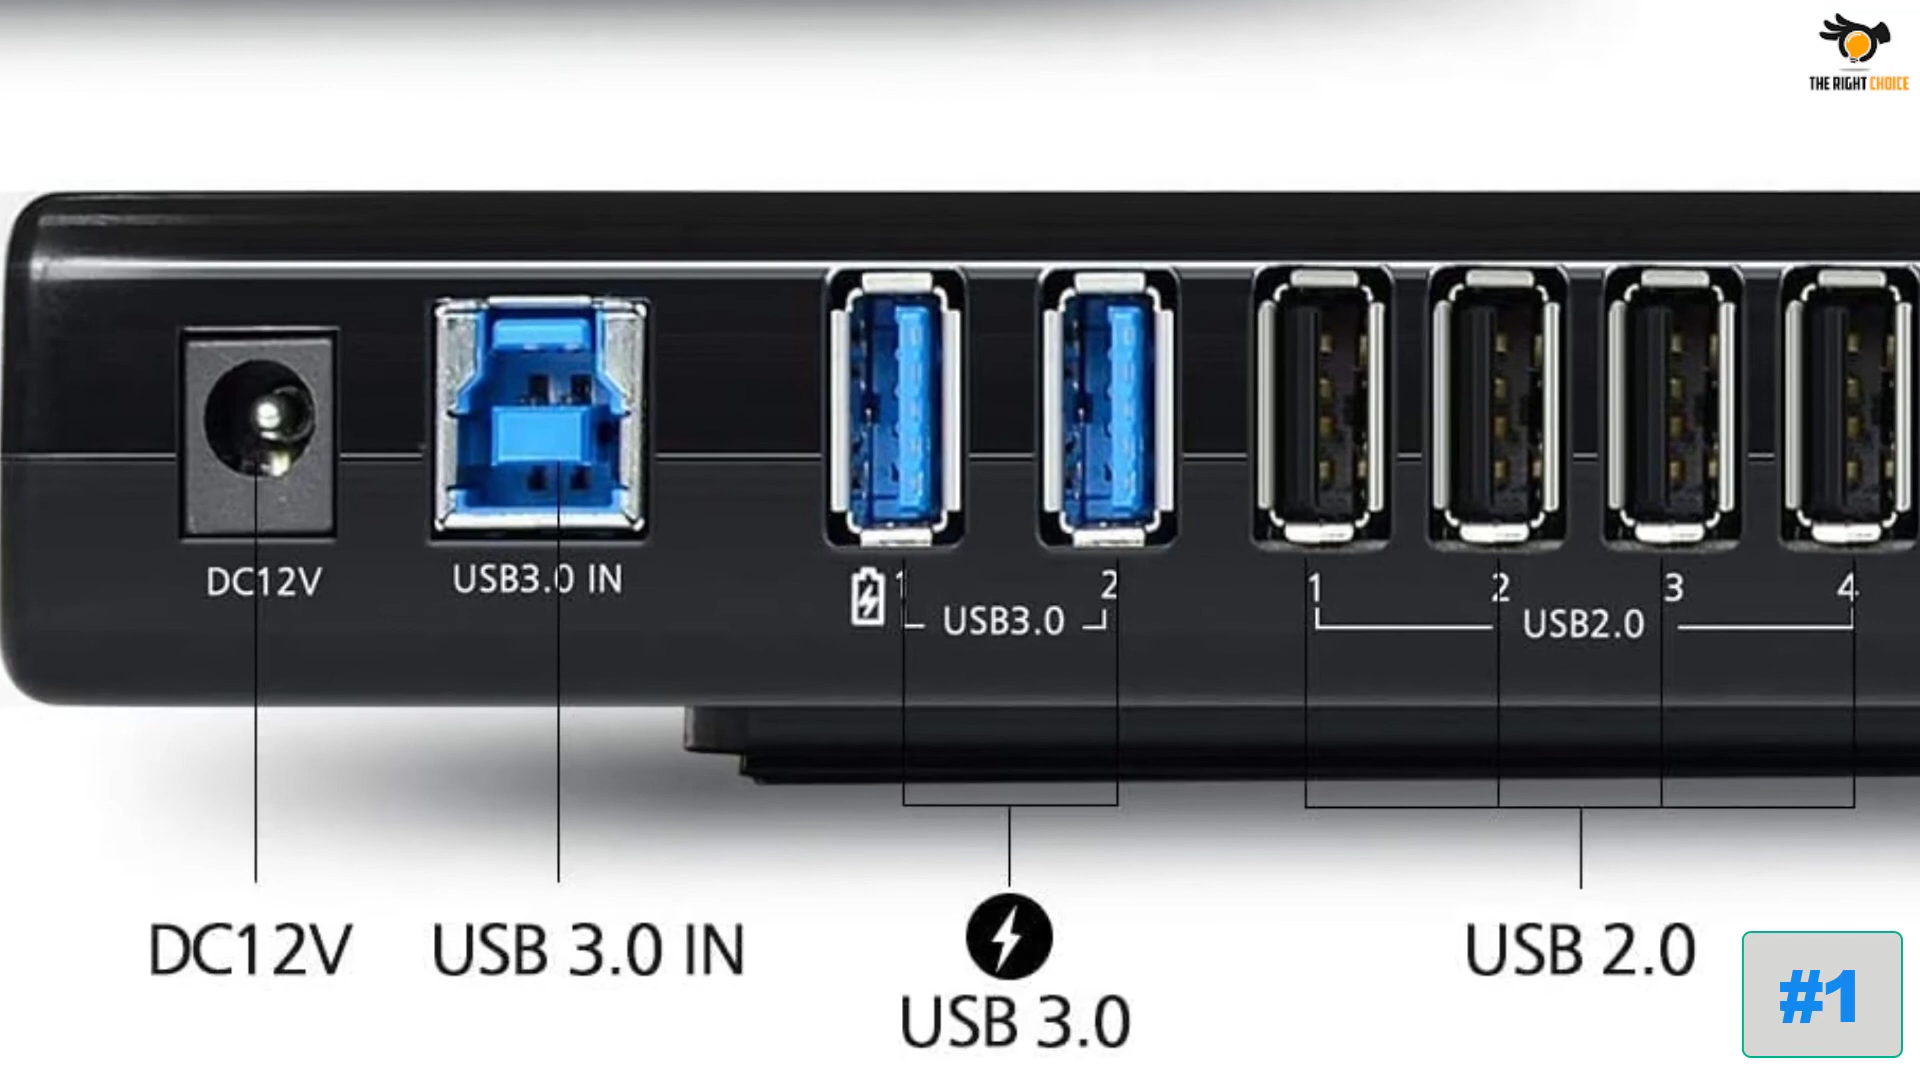 THE RIGHT CHOICE
DC12V
USB3.0 IN
1 2
USB3.0
1 2 3 4
USB2.0
DC12V
USB 3.0 IN
USB 3.0
USB 2.0
#1